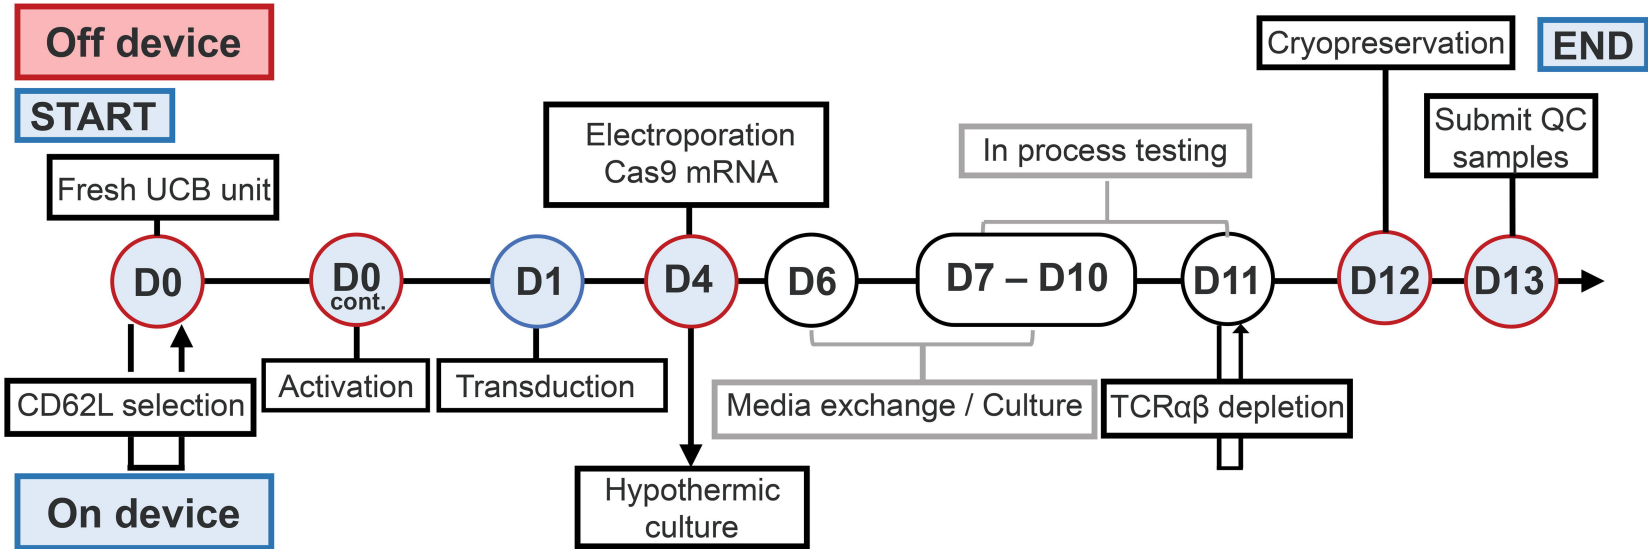 Off device
START
Fresh UCB unit
Electroporation
Cas9 mRNA
In process testing
Cryopreservation
END
Submit QC
samples
D0
D0
cont.
D1
D4
D6
D7 – D10
D11
D12
D13
CD62L selection
Activation
Transduction
Media exchange / Culture
TCRαβ depletion
Hypothermic
culture
On device